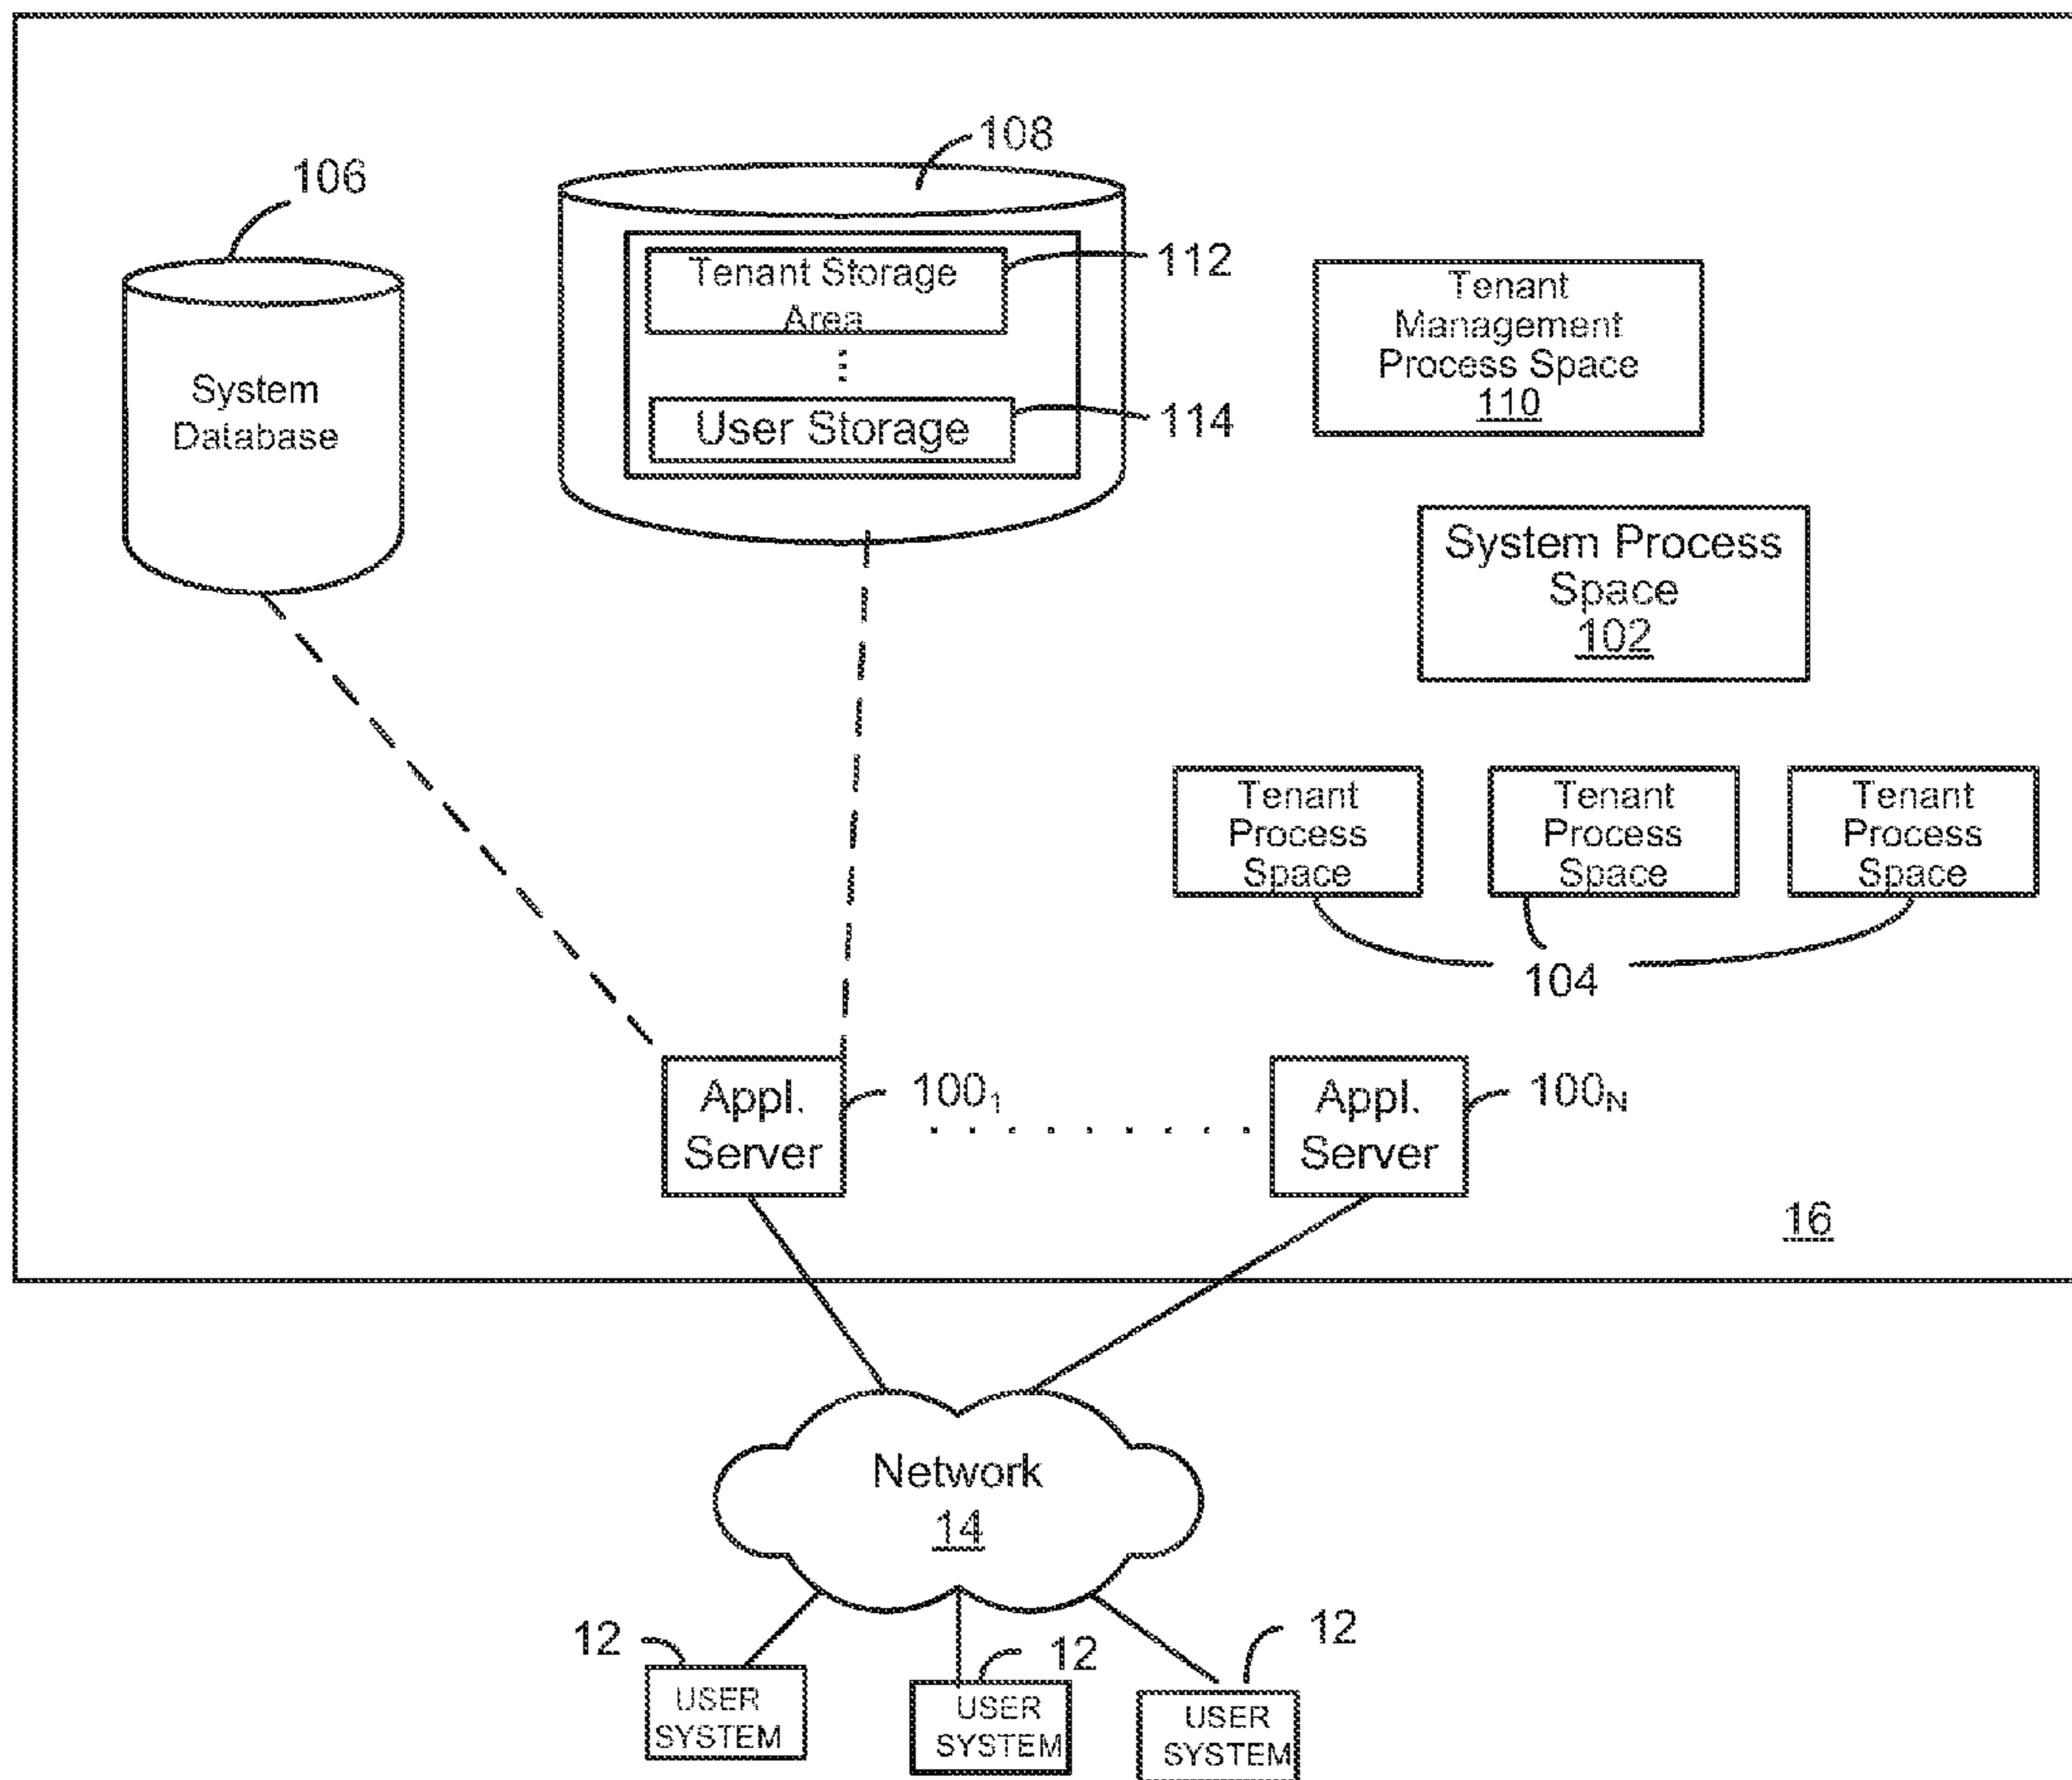 108
106
Tenant Storage
Area
112
User Storage
114
System
Database
Tenant
Management
Process Space
110
System Process
Space
102
Tenant
Process
Space
Tenant
Process
Space
Tenant
Process
Space
104
Appl.
Server
100₁
Appl.
Server
100N
16
Network
14
12
USER
SYSTEM
12
USER
SYSTEM
12
USER
SYSTEM